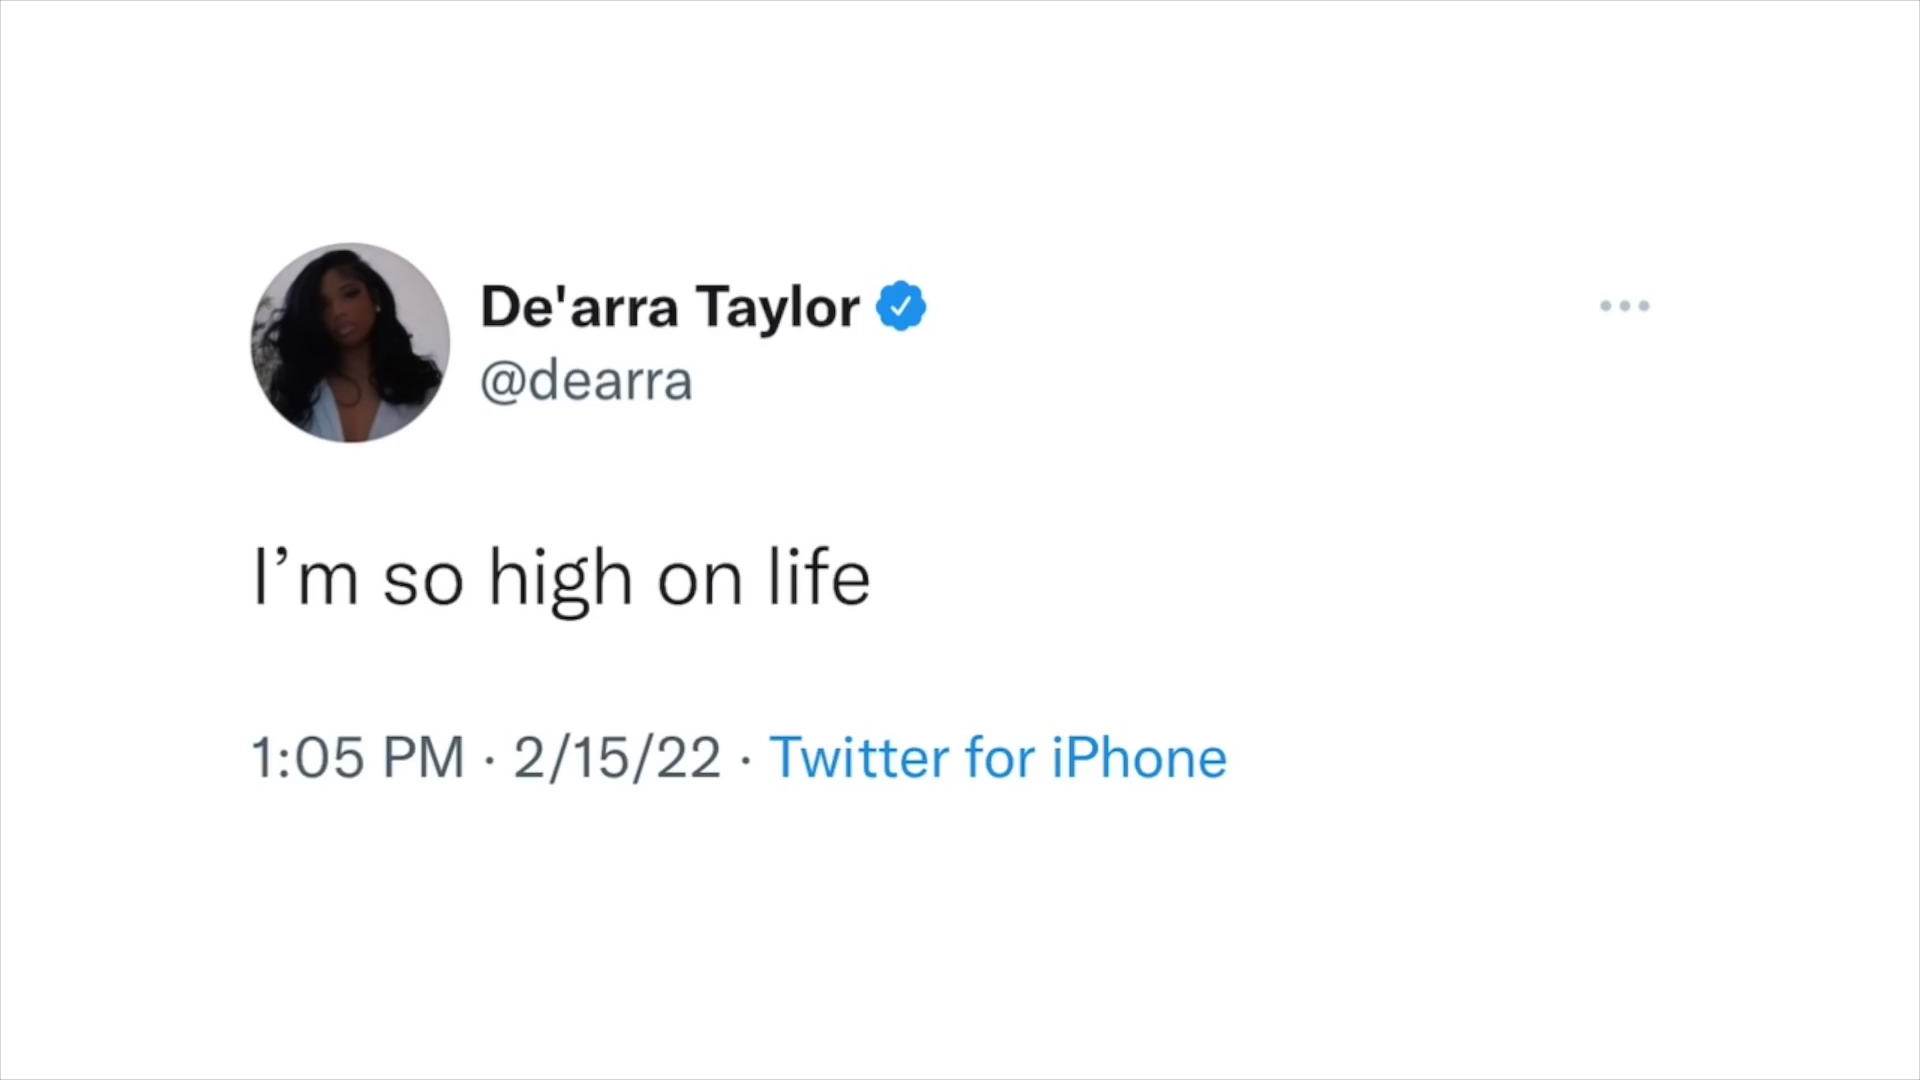 De'arra Taylor
@dearra
I’m so high on life
1:05 PM · 2/15/22 · Twitter for iPhone